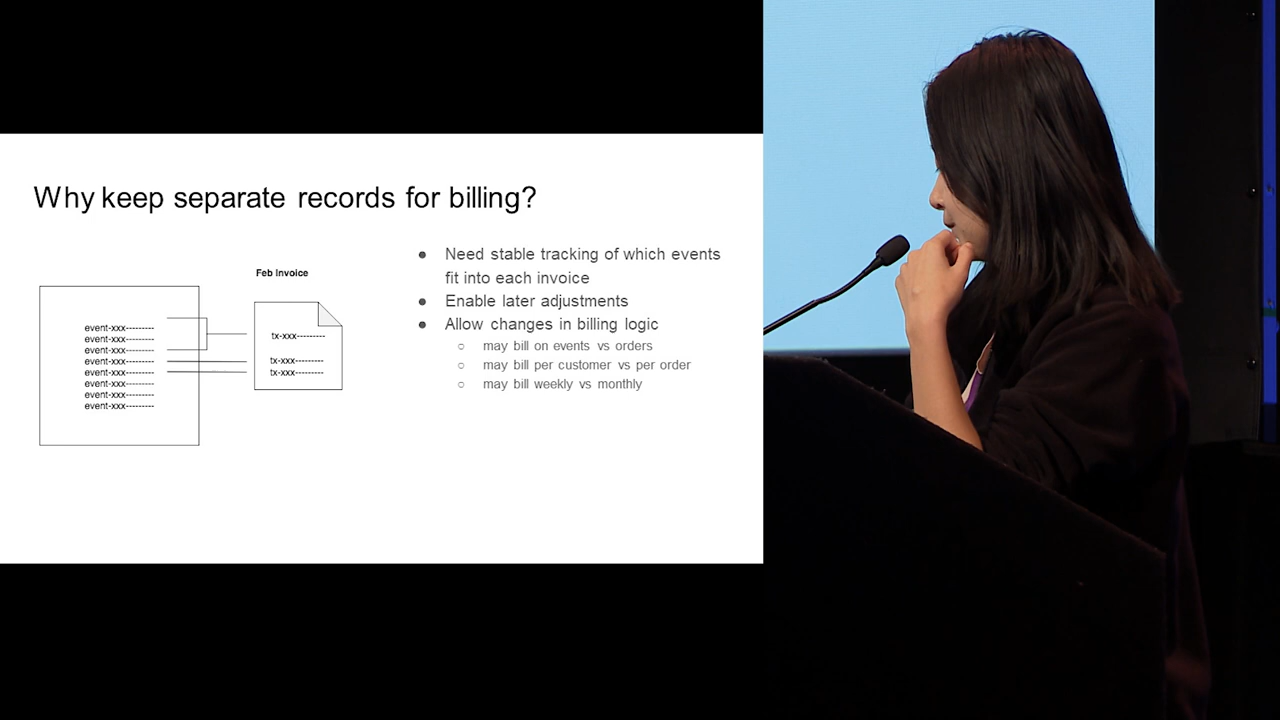 Why keep separate records for billing?
Feb Invoice
event-xxx---------
event-xxx---------
event-xxx---------
event-xxx---------
event-xxx---------
event-xxx---------
event-xxx---------
event-xxx---------
tx-xxx---------
tx-xxx---------
tx-xxx---------
● Need stable tracking of which events
fit into each invoice
● Enable later adjustments
● Allow changes in billing logic
○ may bill on events vs orders
○ may bill per customer vs per order
○ may bill weekly vs monthly